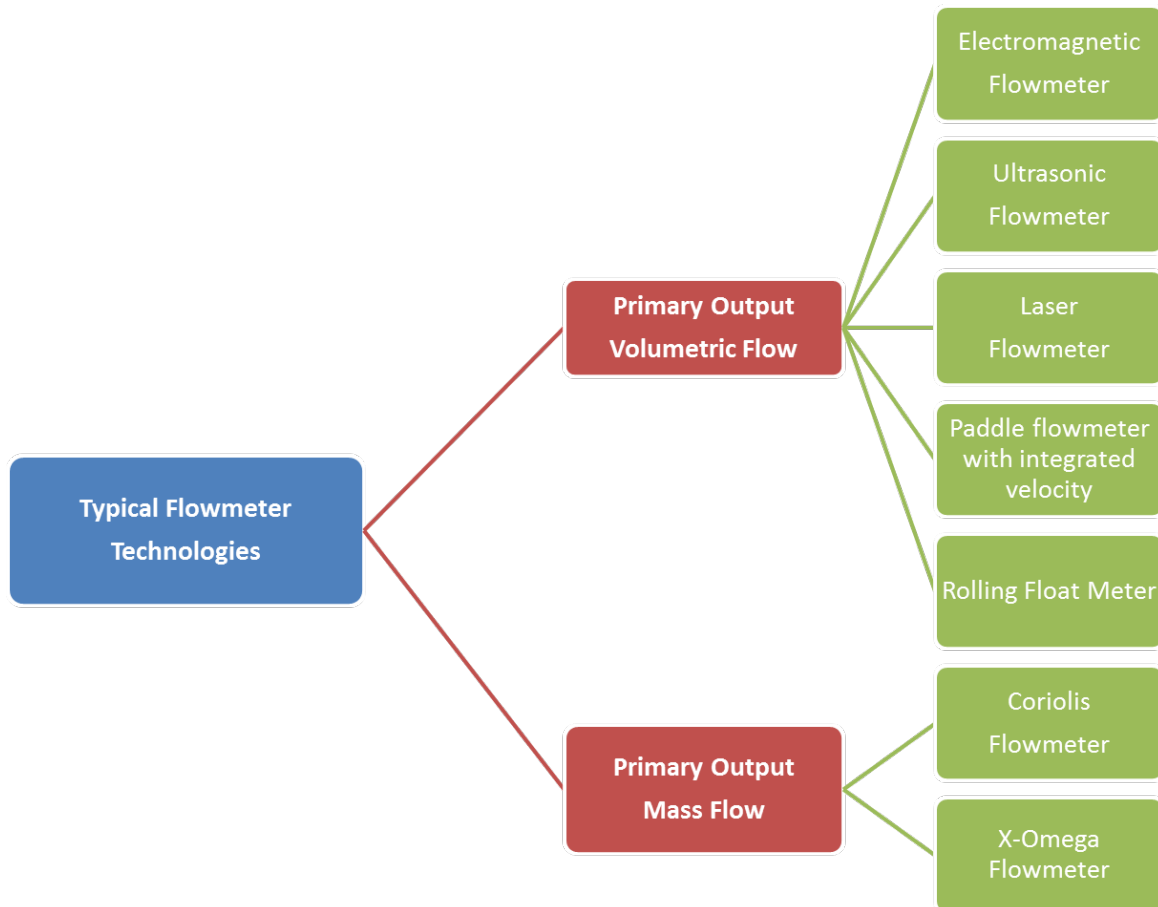 Typical Flowmeter
Technologies
Primary Output
Volumetric Flow
Electromagnetic
Flowmeter
Ultrasonic
Flowmeter
Laser
Flowmeter
Paddle flowmeter
with integrated
velocity
Rolling Float Meter
Primary Output
Mass Flow
Coriolis
Flowmeter
X-Omega
Flowmeter